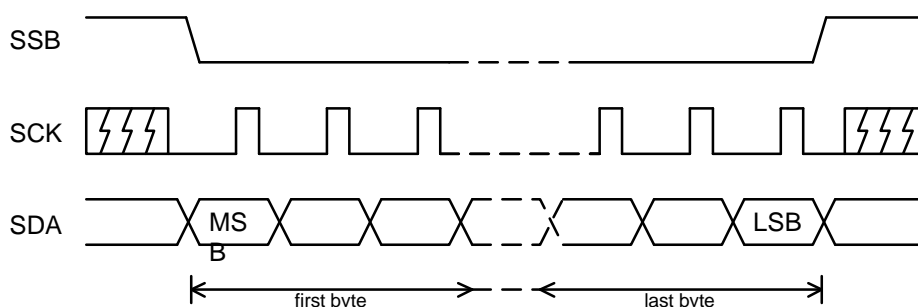 SSB
SCK
SDA
MS
B
LSB
first byte
last byte